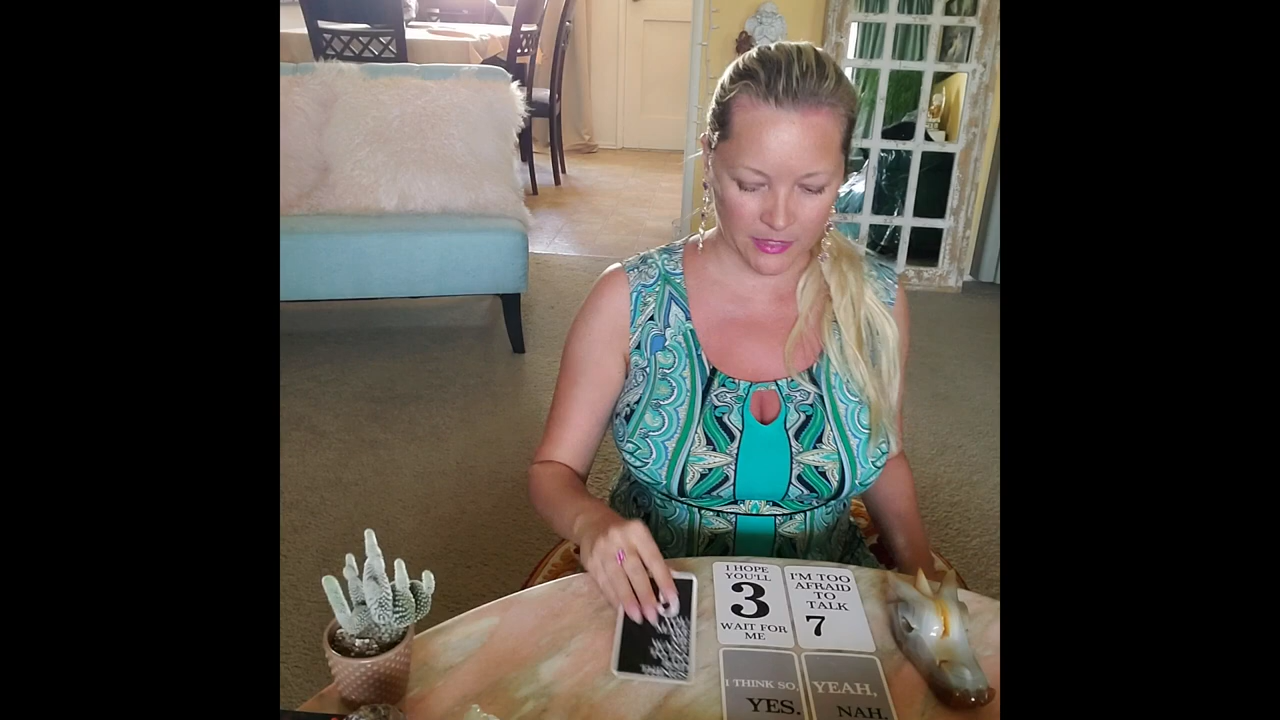 I HOPE
YOU'LL
3
WAIT FOR
ME
I'M TOO
AFRAID
TO
TALK
7
I THINK SO,
YES.
YEAH,
NAH.